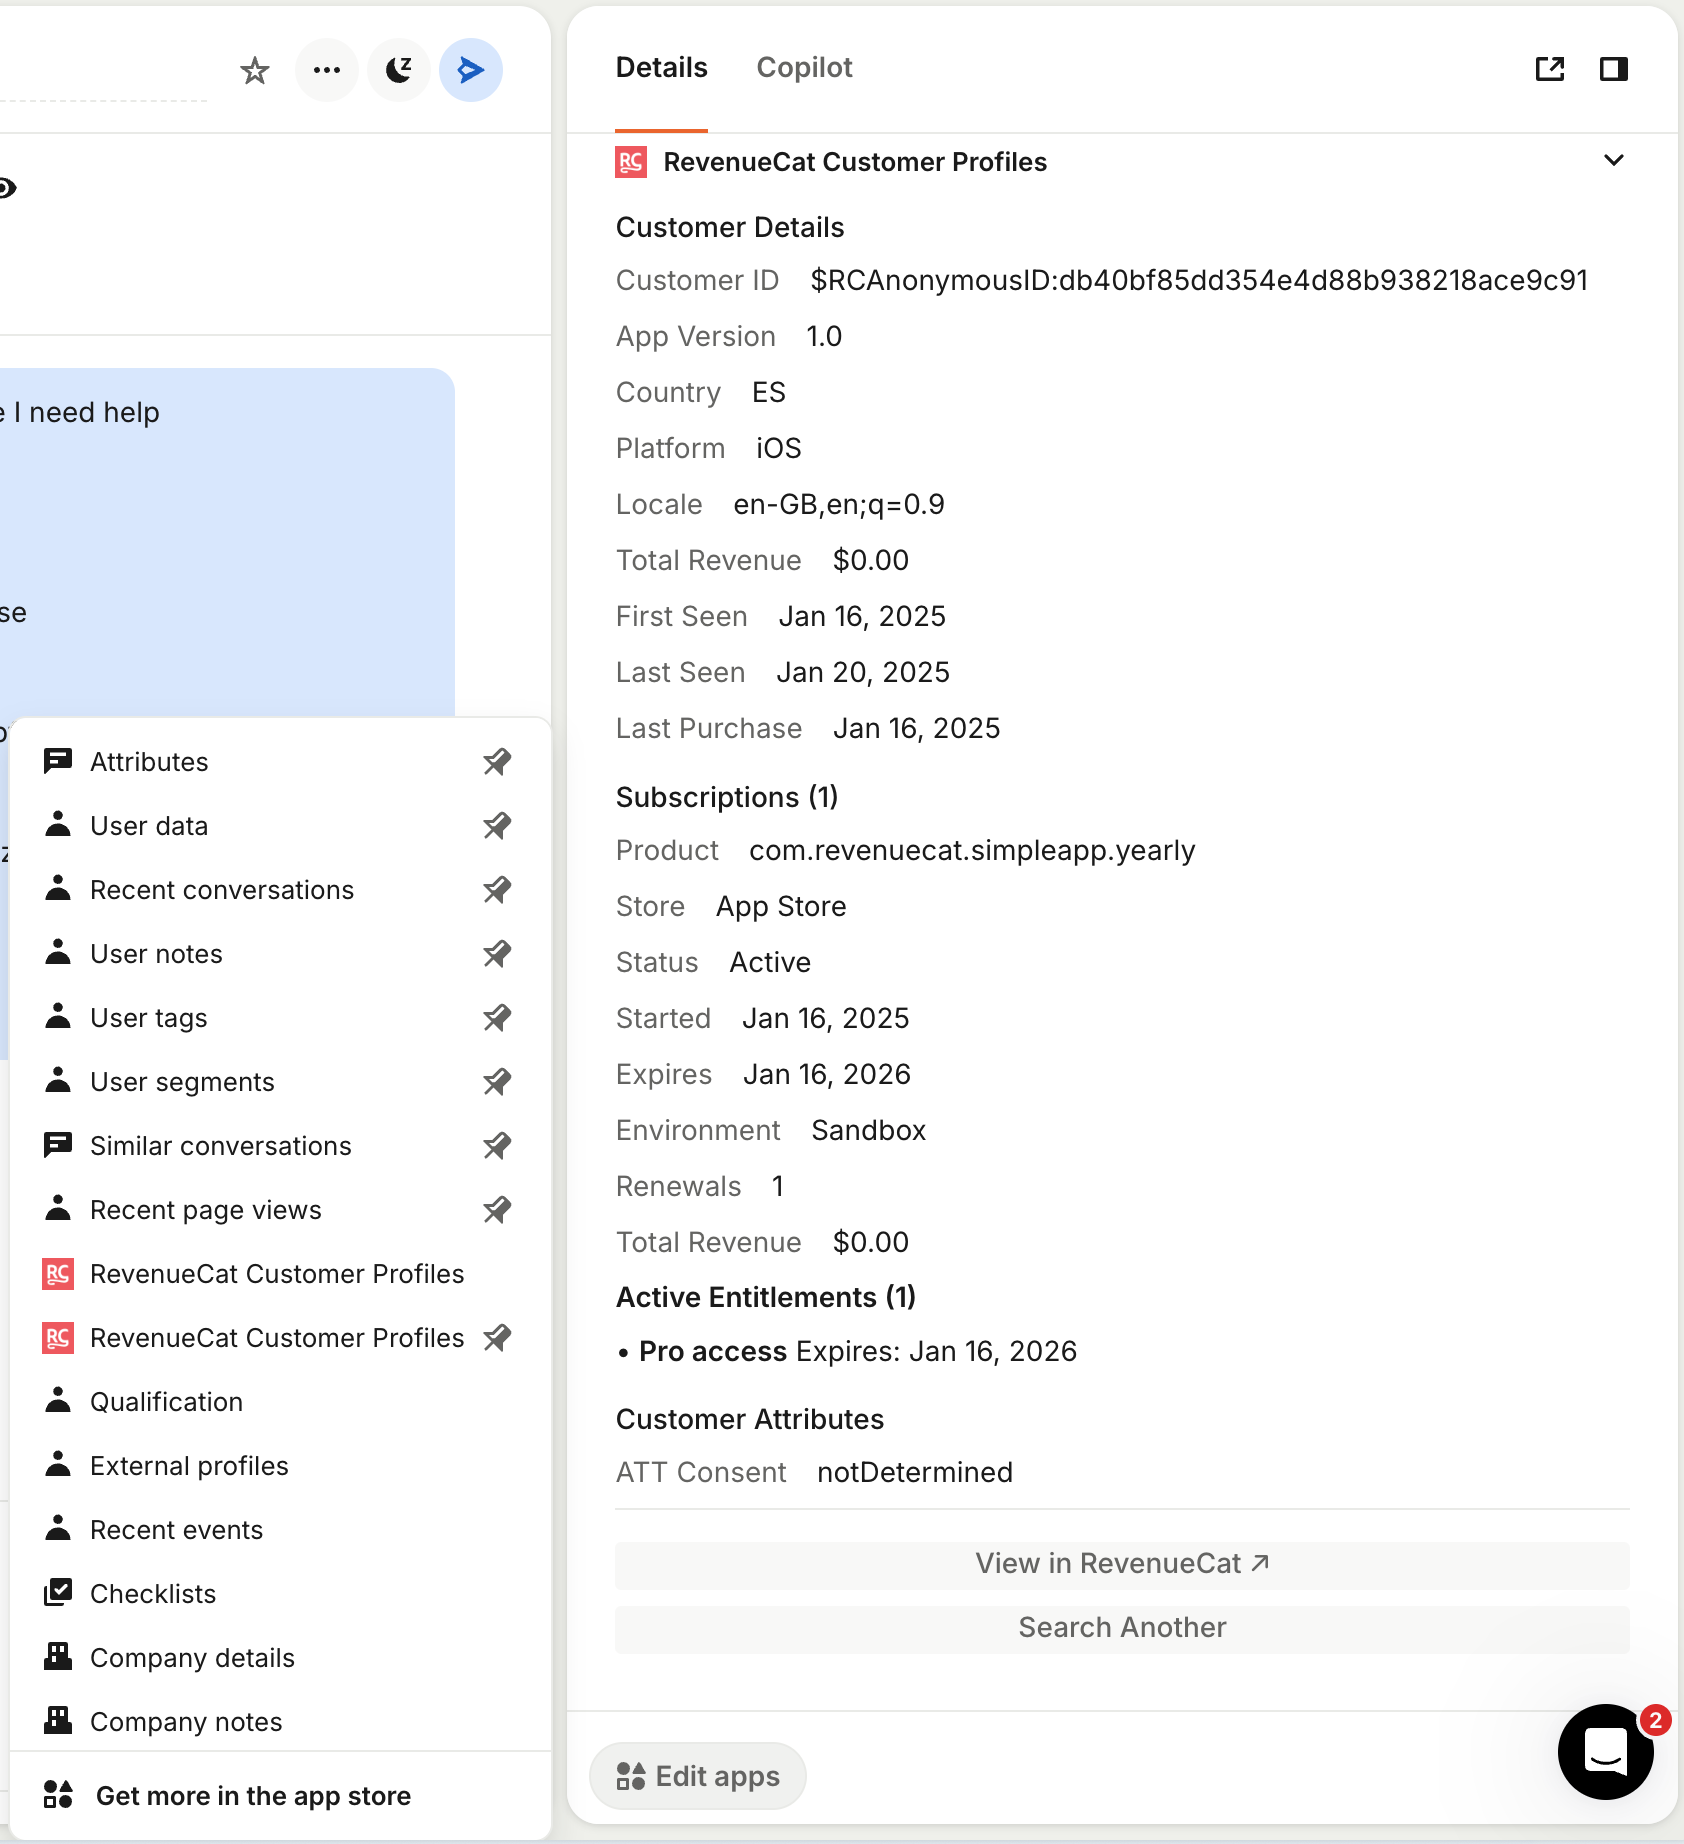 I need help
se
Attributes
User data
Recent conversations
User notes
User tags
User segments
Similar conversations
Recent page views
RC RevenueCat Customer Profiles
RC RevenueCat Customer Profiles
Qualification
External profiles
Recent events
Checklists
Company details
Company notes
Get more in the app store
Details Copilot
RC RevenueCat Customer Profiles
Customer Details
Customer ID $RCAnonymousID:db40bf85dd354e4d88b938218ace9c91
App Version 1.0
Country ES
Platform iOS
Locale en-GB,en;q=0.9
Total Revenue $0.00
First Seen Jan 16, 2025
Last Seen Jan 20, 2025
Last Purchase Jan 16, 2025
Subscriptions (1)
Product com.revenuecat.simpleapp.yearly
Store App Store
Status Active
Started Jan 16, 2025
Expires Jan 16, 2026
Environment Sandbox
Renewals 1
Total Revenue $0.00
Active Entitlements (1)
• Pro access Expires: Jan 16, 2026
Customer Attributes
ATT Consent notDetermined
View in RevenueCat ↗
Search Another
Edit apps
2